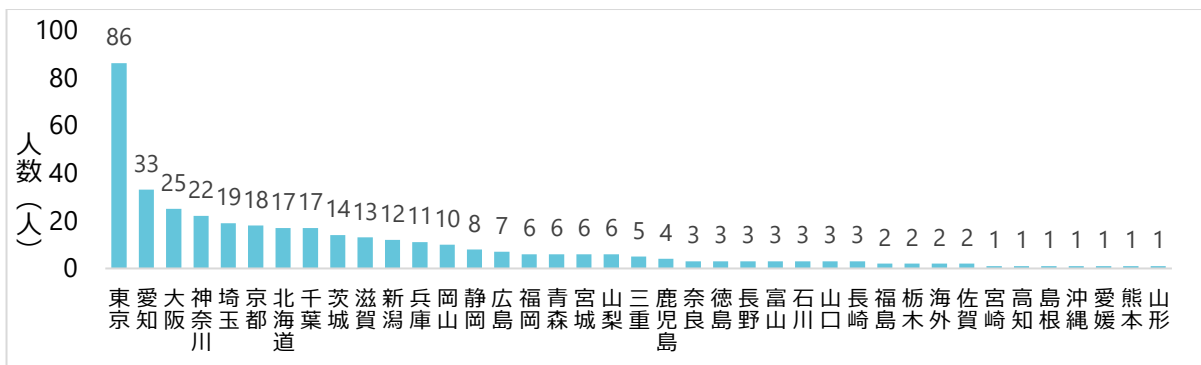 100
80
60
40
20
0
人数（人）
86 33 25 22 19 18 17 17 14 13 12 11 10 8 7 6 6 6 6 5 4 3 3 3 3 3 3 3 2 2 2 2 1 1 1 1 1 1 1
東京 愛知 大阪 神奈川 埼玉 京都 北海道 千葉 茨城 滋賀 新潟 兵庫 岡山 静岡 広島 福岡 青森 宮城 山梨 三重 鹿児島 奈良 徳島 長野 富山 石川 山口 長崎 福島 栃木 海外 佐賀 宮崎 高知 島根 沖縄 愛媛 熊本 山形